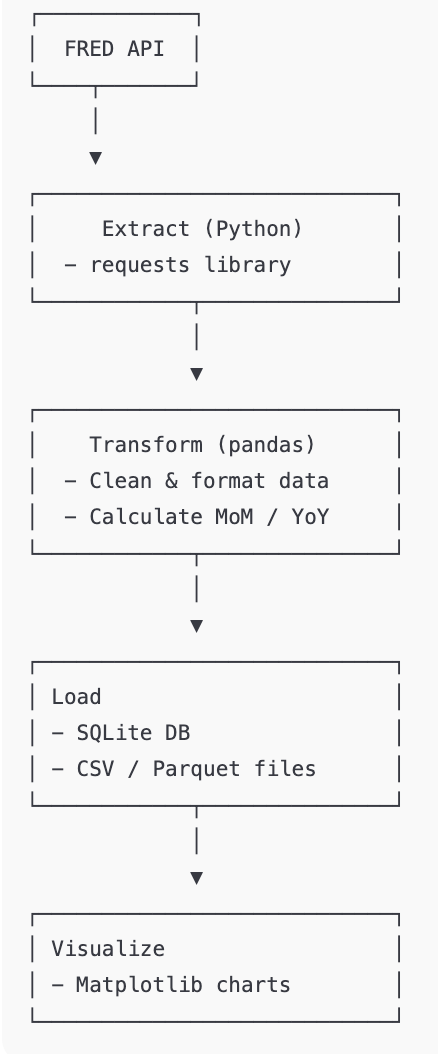 FRED API
Extract (Python)
– requests library
Transform (pandas)
– Clean & format data
– Calculate MoM / YoY
Load
– SQLite DB
– CSV / Parquet files
Visualize
– Matplotlib charts